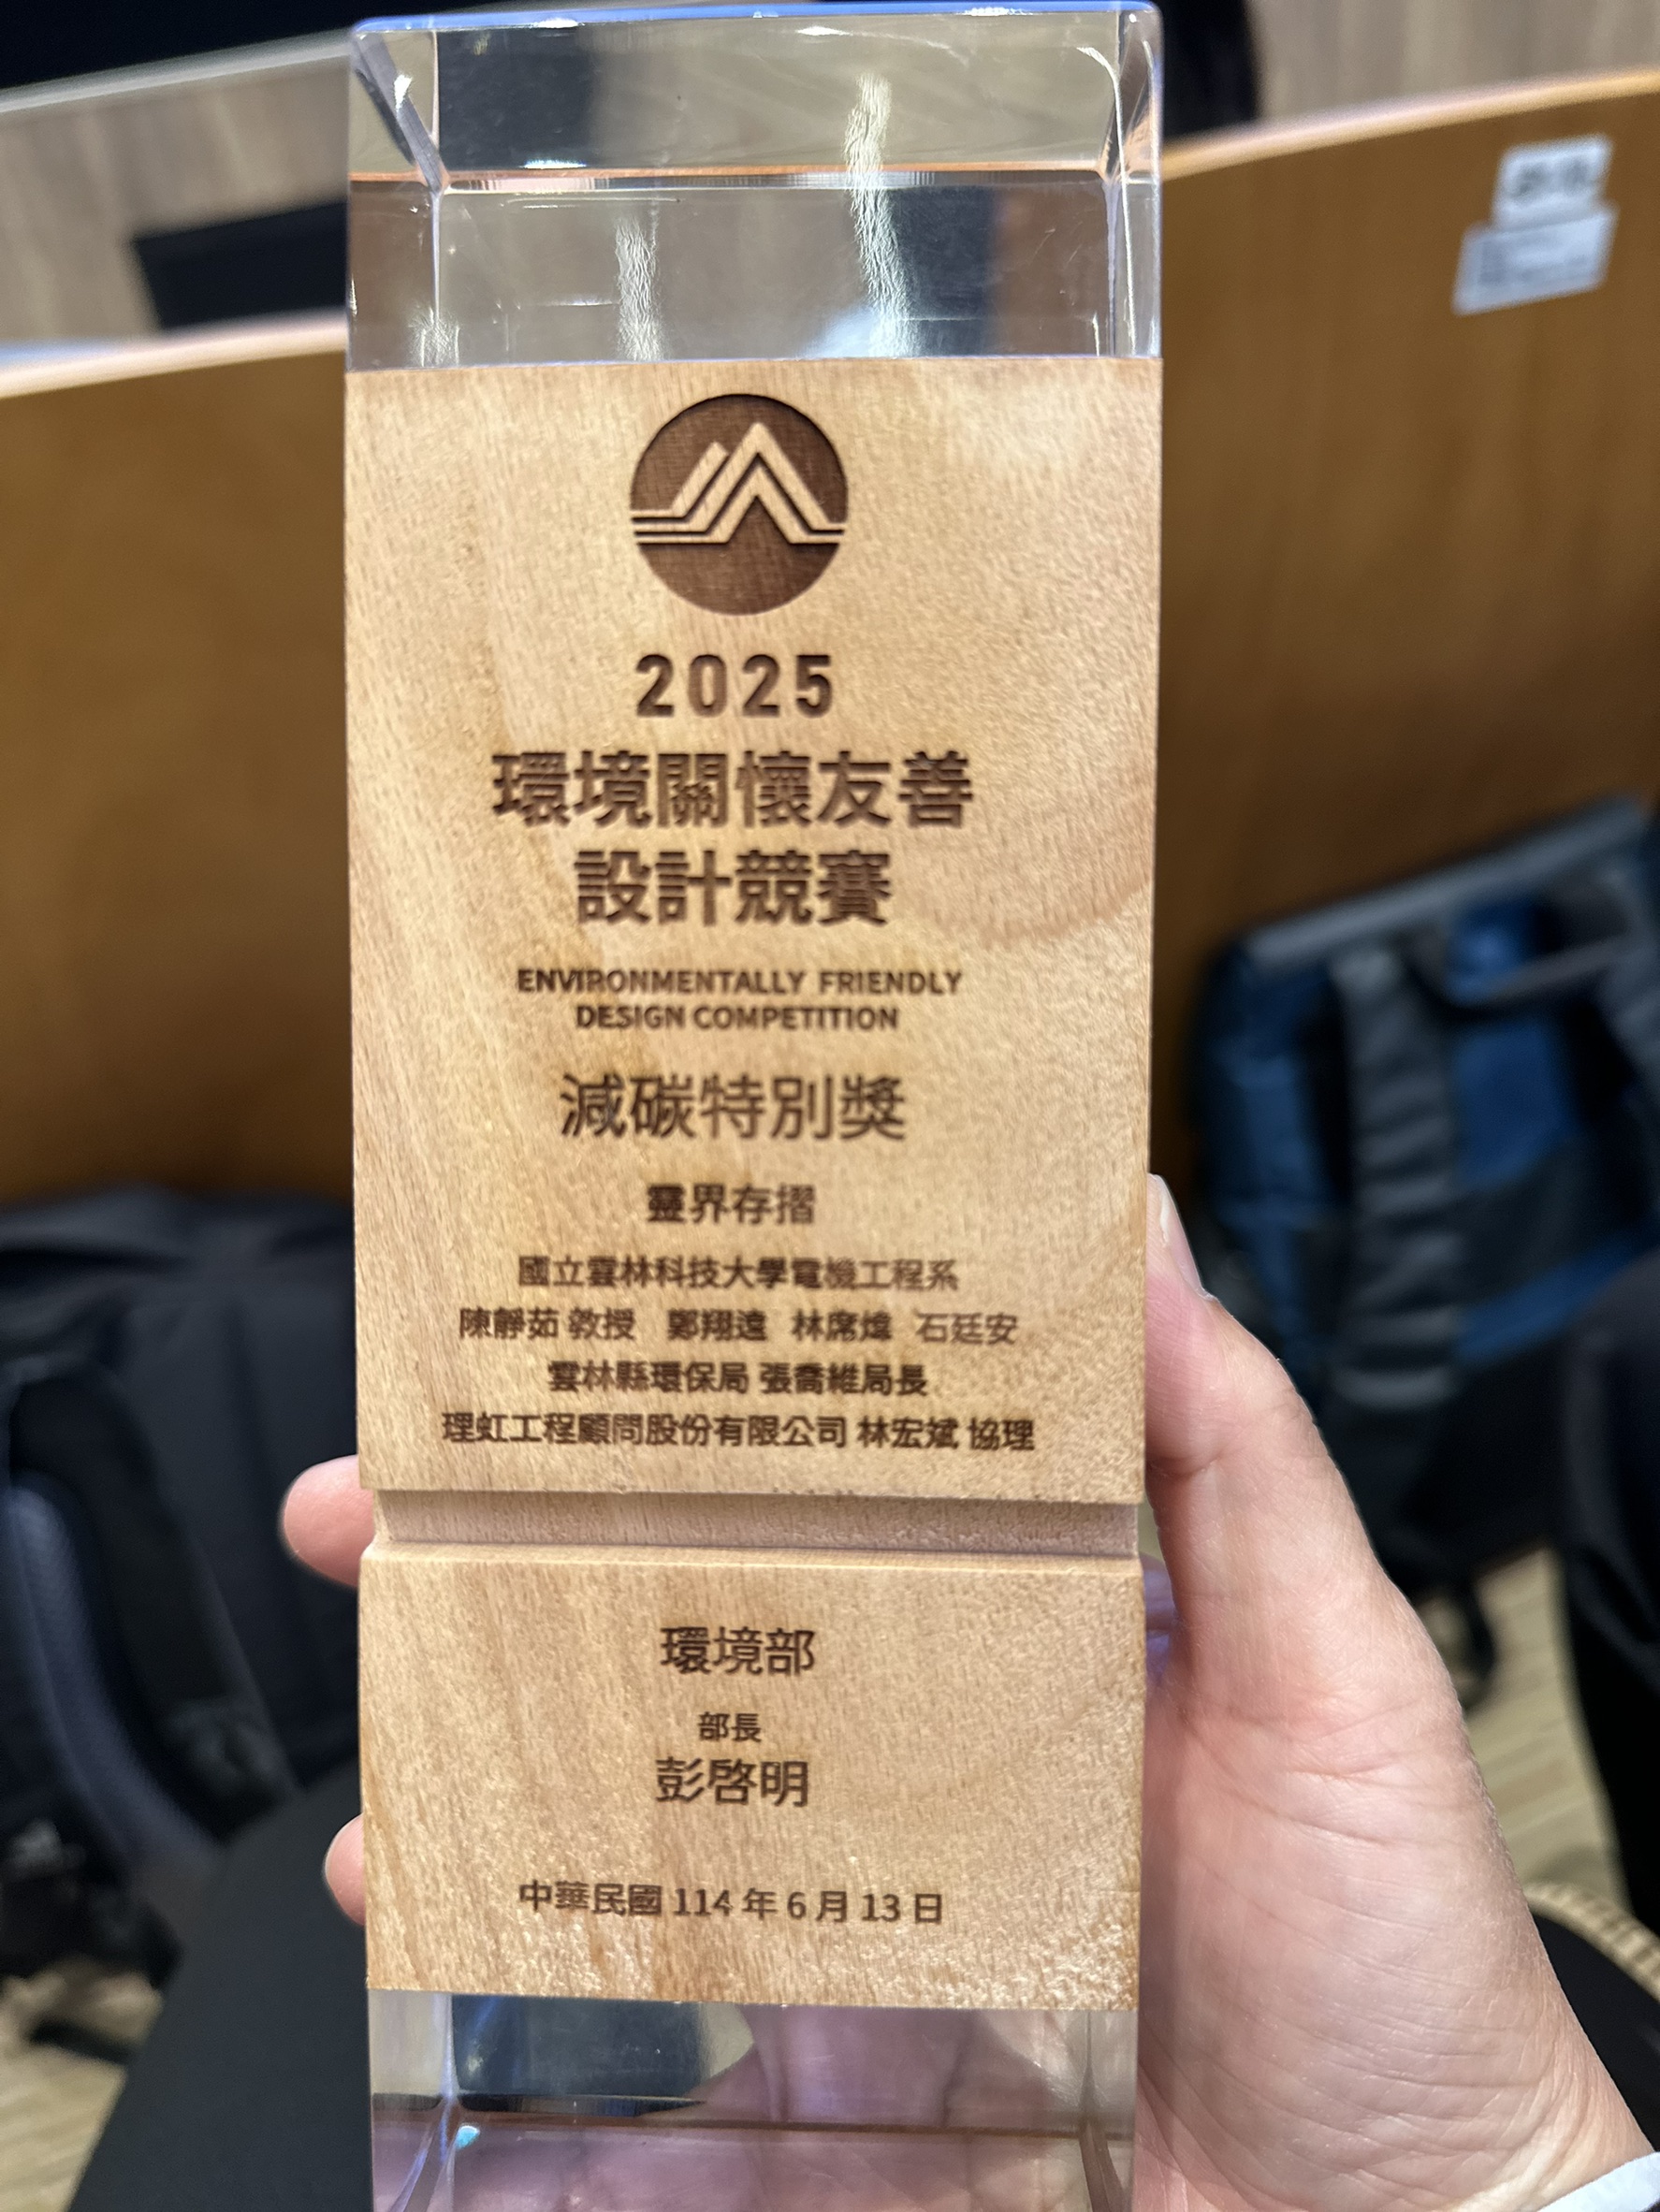 2025
環境關懷友善
設計競賽
ENVIRONMENTALLY FRIENDLY
DESIGN COMPETITION
減碳特別獎
靈界存摺
國立雲林科技大學電機工程系
陳靜茹 教授 鄭翔遠 林席煒 石廷安
雲林縣環保局 張喬維局長
理虹工程顧問股份有限公司 林宏斌 協理
環境部
部長
彭啓明
中華民國 114 年 6 月 13 日